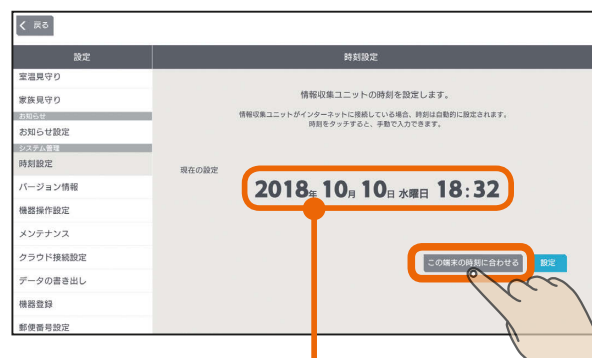 戻る
設定
時刻設定
室温見守り
家族見守り
お知らせ
お知らせ設定
システム管理
時刻設定
バージョン情報
機器操作設定
メンテナンス
クラウド接続設定
データの書き出し
機器登録
郵便番号設定
情報収集ユニットの時刻を設定します。
情報収集ユニットがインターネットに接続している場合、時刻は自動的に設定されます。
時刻をタッチすると、手動で入力できます。
現在の設定
2018年 10月 10日 水曜日 18:32
この端末の時刻に合わせる 設定